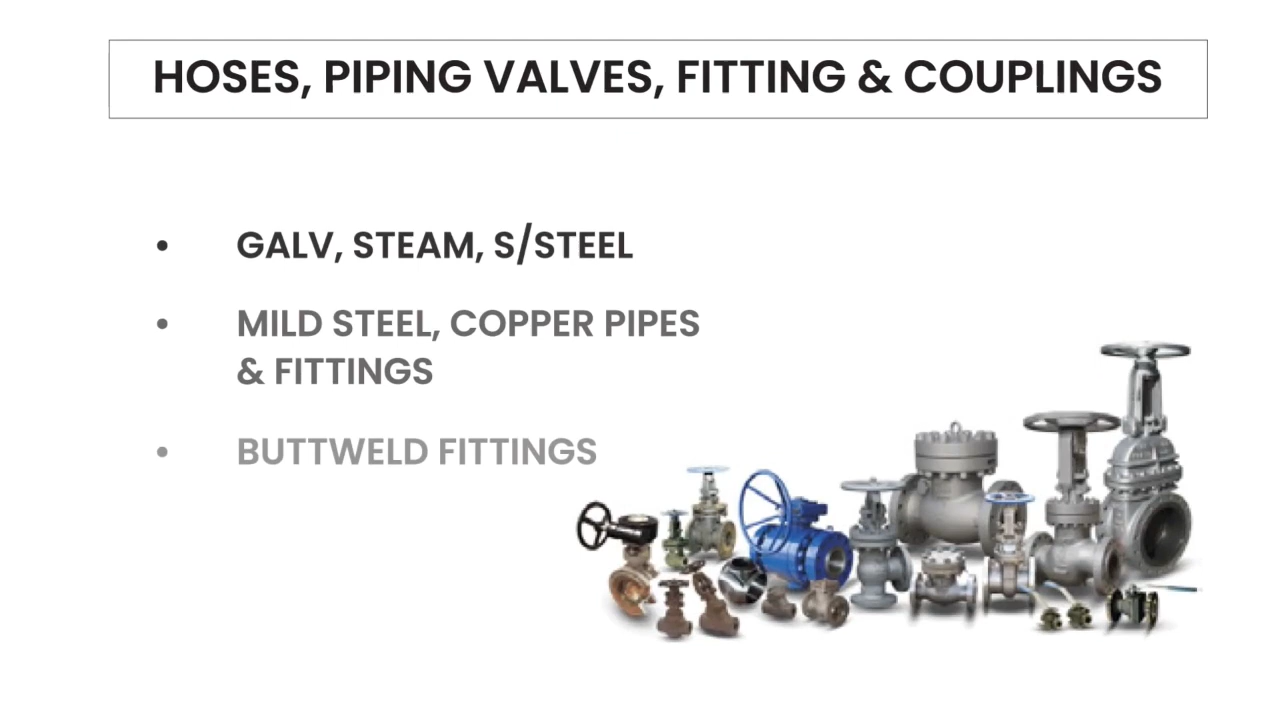 HOSES, PIPING VALVES, FITTING & COUPLINGS
• GALV, STEAM, S/STEEL
• MILD STEEL, COPPER PIPES
& FITTINGS
• BUTTWELD FITTINGS